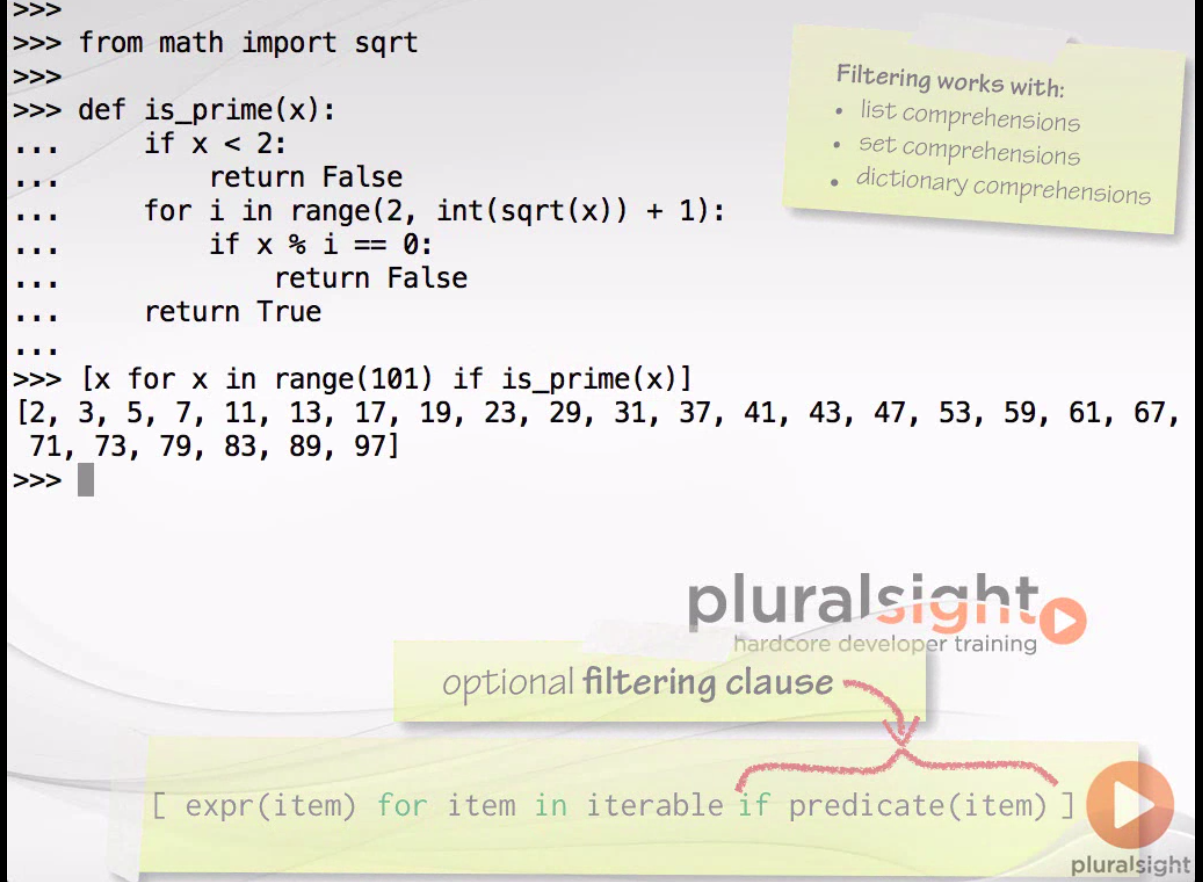 >>>
>>> from math import sqrt
>>>
>>> def is_prime(x):
...     if x < 2:
...         return False
...     for i in range(2, int(sqrt(x)) + 1):
...         if x % i == 0:
...             return False
...     return True
...
>>> [x for x in range(101) if is_prime(x)]
[2, 3, 5, 7, 11, 13, 17, 19, 23, 29, 31, 37, 41, 43, 47, 53, 59, 61, 67,
 71, 73, 79, 83, 89, 97]
>>>
Filtering works with:
• list comprehensions
• set comprehensions
• dictionary comprehensions
pluralsight
hardcore developer training
optional filtering clause
[ expr(item) for item in iterable if predicate(item) ]
pluralsight